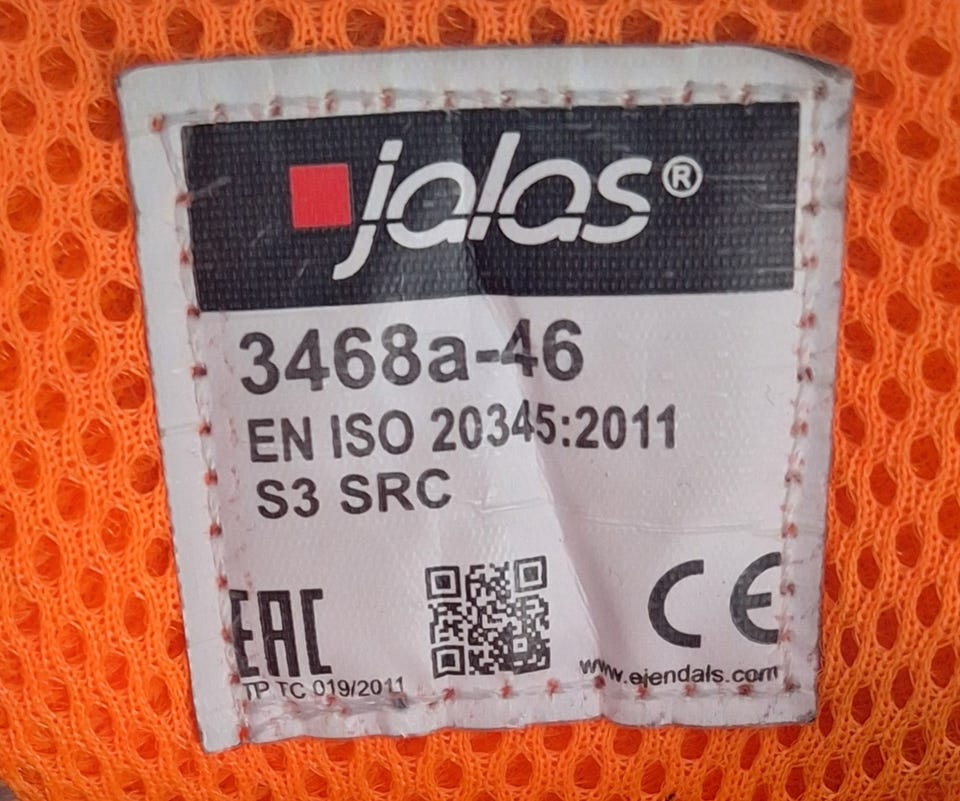 jalas®
3468a-46
EN ISO 20345:2011
S3 SRC
EAC
TP TC 019/2011
CE
www.ejendals.com